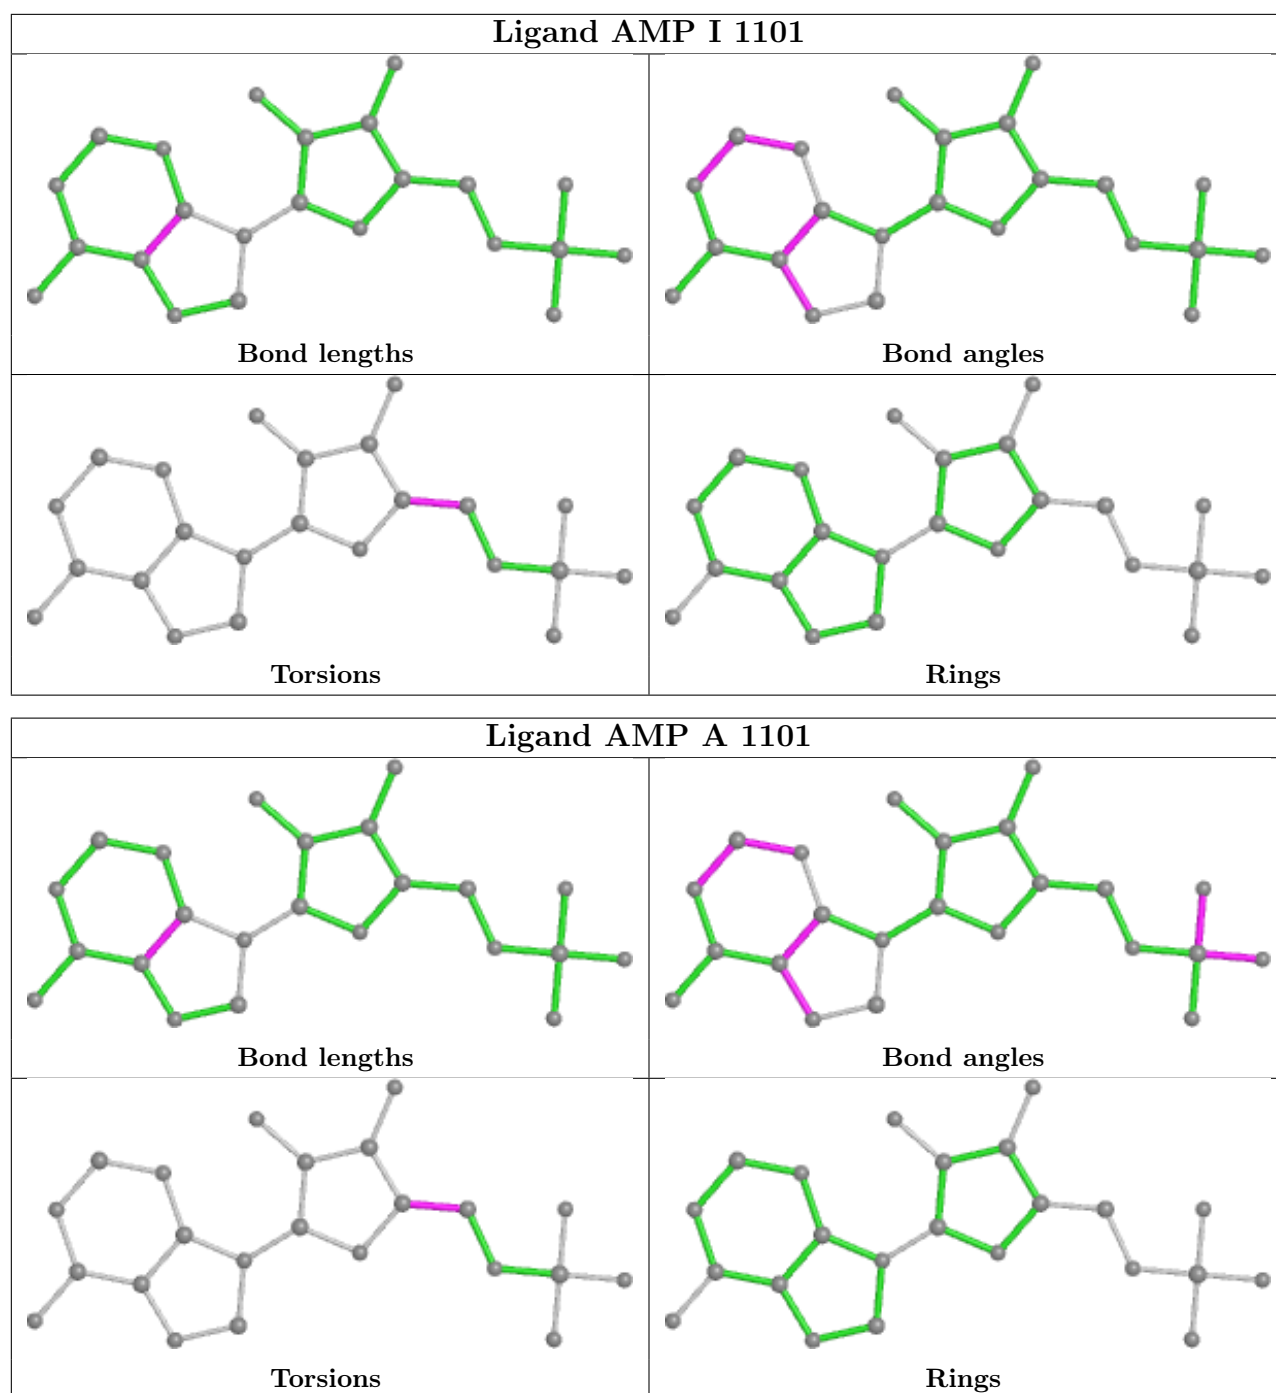 Ligand AMP I 1101
Bond lengths
Bond angles
Torsions
Rings
Ligand AMP A 1101
Bond lengths
Bond angles
Torsions
Rings